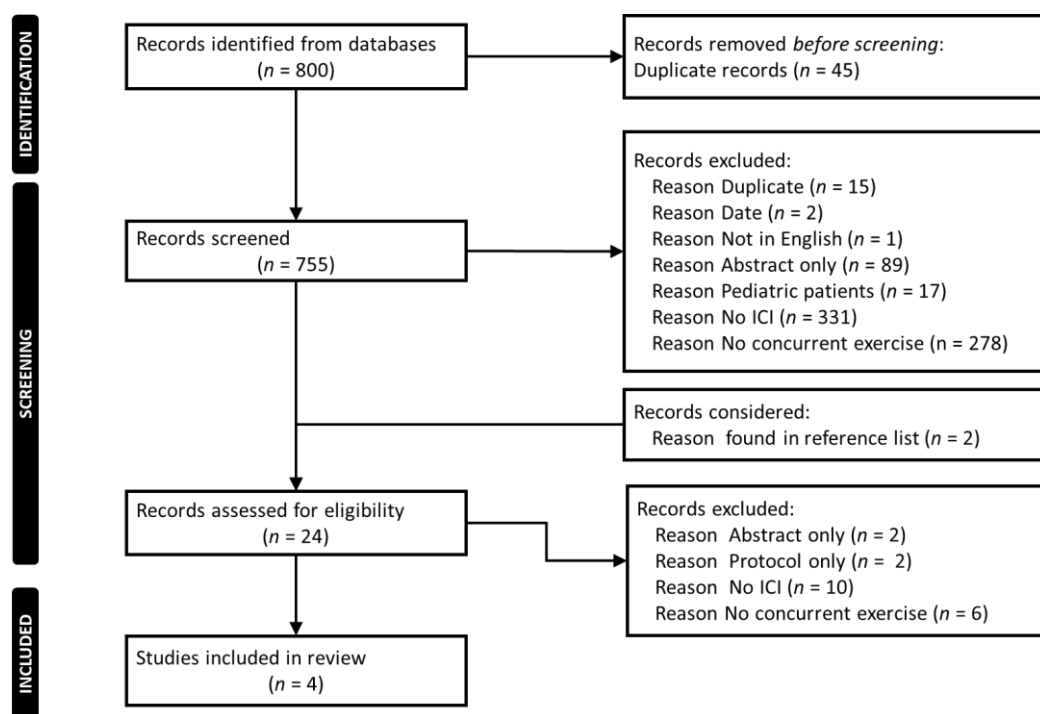 IDENTIFICATION
Records identified from databases
(n = 800)
Records removed before screening:
Duplicate records (n = 45)
SCREENING
Records screened
(n = 755)
Records excluded:
Reason Duplicate (n = 15)
Reason Date (n = 2)
Reason Not in English (n = 1)
Reason Abstract only (n = 89)
Reason Pediatric patients (n = 17)
Reason No ICI (n = 331)
Reason No concurrent exercise (n = 278)
Records considered:
Reason found in reference list (n = 2)
Records assessed for eligibility
(n = 24)
Records excluded:
Reason Abstract only (n = 2)
Reason Protocol only (n = 2)
Reason No ICI (n = 10)
Reason No concurrent exercise (n = 6)
INCLUDED
Studies included in review
(n = 4)